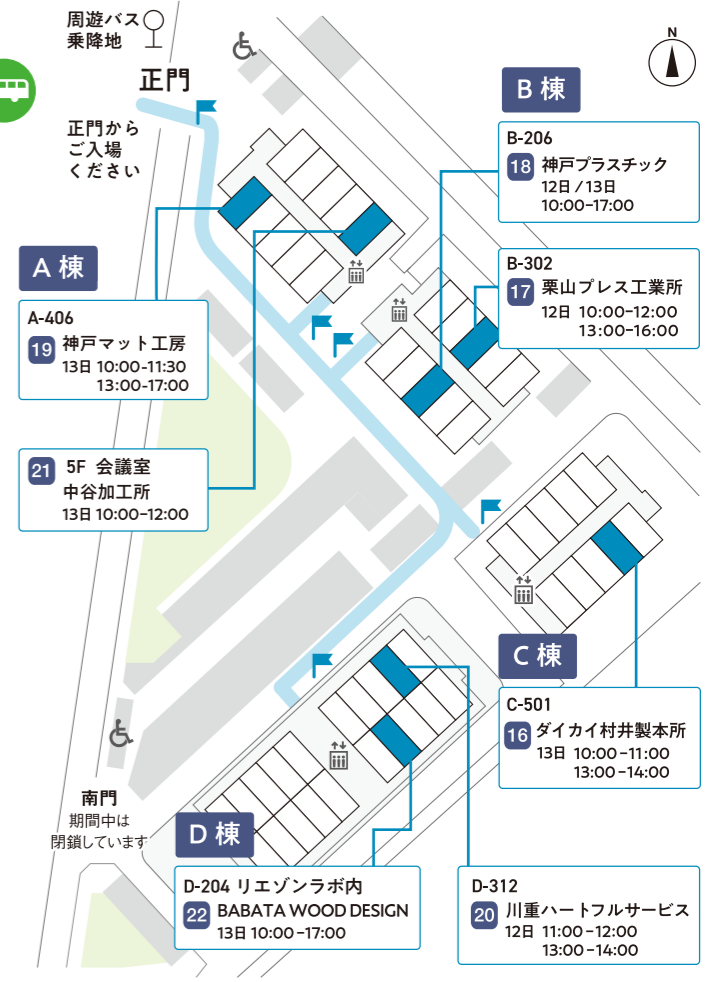 周遊バス
乗降地
正門
正門から
ご入場
ください
N
B棟
B-206
18 神戸プラスチック
12日/13日
10:00-17:00
B-302
17 栗山プレス工業所
12日 10:00-12:00
13:00-16:00
A棟
A-406
19 神戸マット工房
13日 10:00-11:30
13:00-17:00
21 5F 会議室
中谷加工所
13日 10:00-12:00
C棟
C-501
16 ダイカイ村井製本所
13日 10:00-11:00
13:00-14:00
南門
期間中は
閉鎖しています
D棟
D-204 リエゾンラボ内
22 BABATA WOOD DESIGN
13日 10:00-17:00
D-312
20 川重ハートフルサービス
12日 11:00-12:00
13:00-14:00